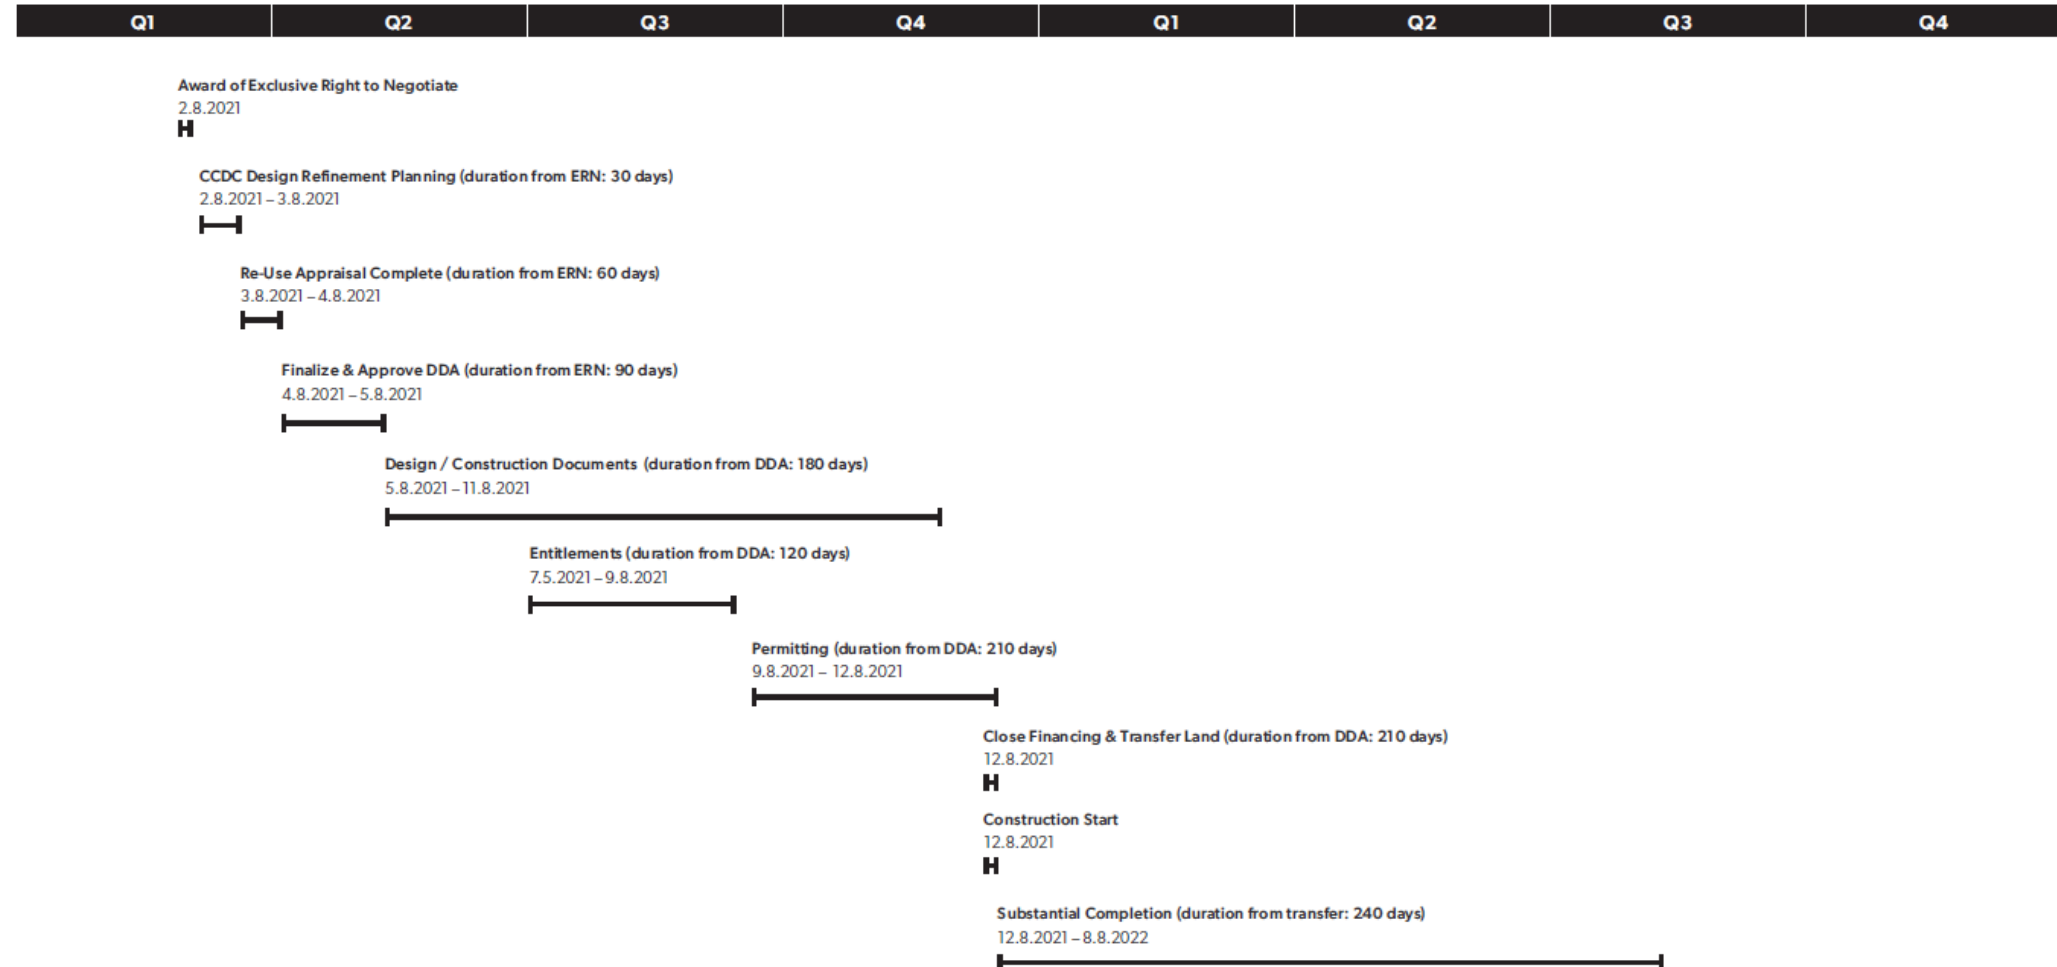 Q1 Q2 Q3 Q4 Q1 Q2 Q3 Q4
Award of Exclusive Right to Negotiate
2.8.2021
CCDC Design Refinement Planning (duration from ERN: 30 days)
2.8.2021 – 3.8.2021
Re-Use Appraisal Complete (duration from ERN: 60 days)
3.8.2021 – 4.8.2021
Finalize & Approve DDA (duration from ERN: 90 days)
4.8.2021 – 5.8.2021
Design / Construction Documents (duration from DDA: 180 days)
5.8.2021 – 11.8.2021
Entitlements (duration from DDA: 120 days)
7.5.2021 – 9.8.2021
Permitting (duration from DDA: 210 days)
9.8.2021 – 12.8.2021
Close Financing & Transfer Land (duration from DDA: 210 days)
12.8.2021
Construction Start
12.8.2021
Substantial Completion (duration from transfer: 240 days)
12.8.2021 – 8.8.2022